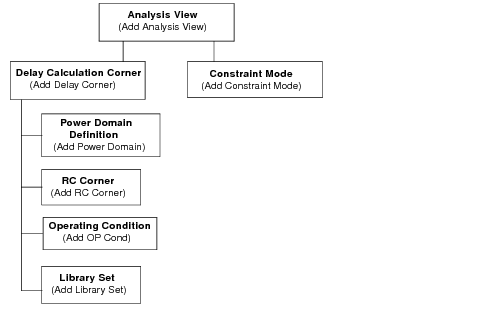 Analysis View
(Add Analysis View)
Delay Calculation Corner
(Add Delay Corner)
Constraint Mode
(Add Constraint Mode)
Power Domain
Definition
(Add Power Domain)
RC Corner
(Add RC Corner)
Operating Condition
(Add OP Cond)
Library Set
(Add Library Set)